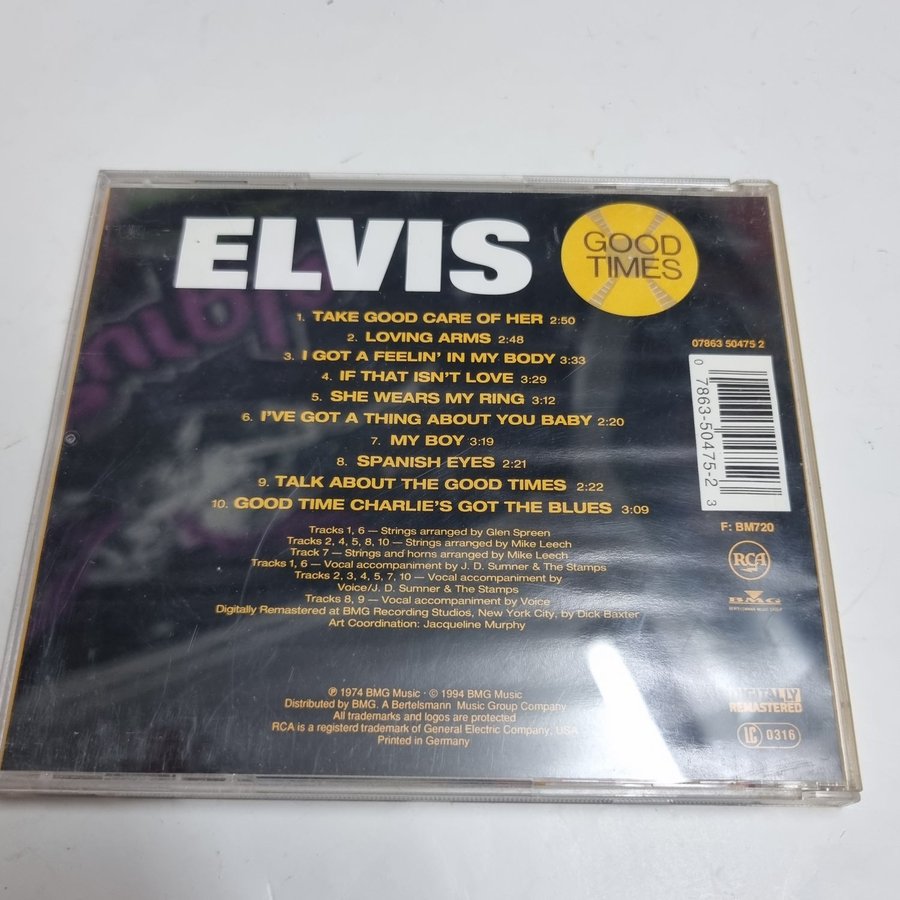 ELVIS
GOOD
TIMES
1. TAKE GOOD CARE OF HER 2:50
2. LOVING ARMS 2:48
3. I GOT A FEELIN' IN MY BODY 3:33
4. IF THAT ISN'T LOVE 3:29
5. SHE WEARS MY RING 3:12
6. I'VE GOT A THING ABOUT YOU BABY 2:20
7. MY BOY 3:19
8. SPANISH EYES 2:21
9. TALK ABOUT THE GOOD TIMES 2:22
10. GOOD TIME CHARLIE'S GOT THE BLUES 3:09
Tracks 1, 6 — Strings arranged by Glen Spreen
Tracks 2, 4, 5, 8, 10 — Strings arranged by Mike Leech
Track 7 — Strings and horns arranged by Mike Leech
Tracks 1, 6 — Vocal accompaniment by J. D. Sumner & The Stamps
Tracks 2, 3, 4, 5, 7, 10 — Vocal accompaniment by
Voice/J. D. Sumner & The Stamps
Tracks 8, 9 — Vocal accompaniment by Voice
Digitally Remastered at BMG Recording Studios, New York City, by Dick Baxter
Art Coordination: Jacqueline Murphy
℗ 1974 BMG Music · © 1994 BMG Music
Distributed by BMG. A Bertelsmann Music Group Company
All trademarks and logos are protected
RCA is a registerd trademark of General Electric Company, USA
Printed in Germany
07863 50475 2
0 7863-50475-2 3
F: BM720
RCA
BMG
BERTELSMANN MUSIC GROUP
DIGITALLY
REMASTERED
LC 0316